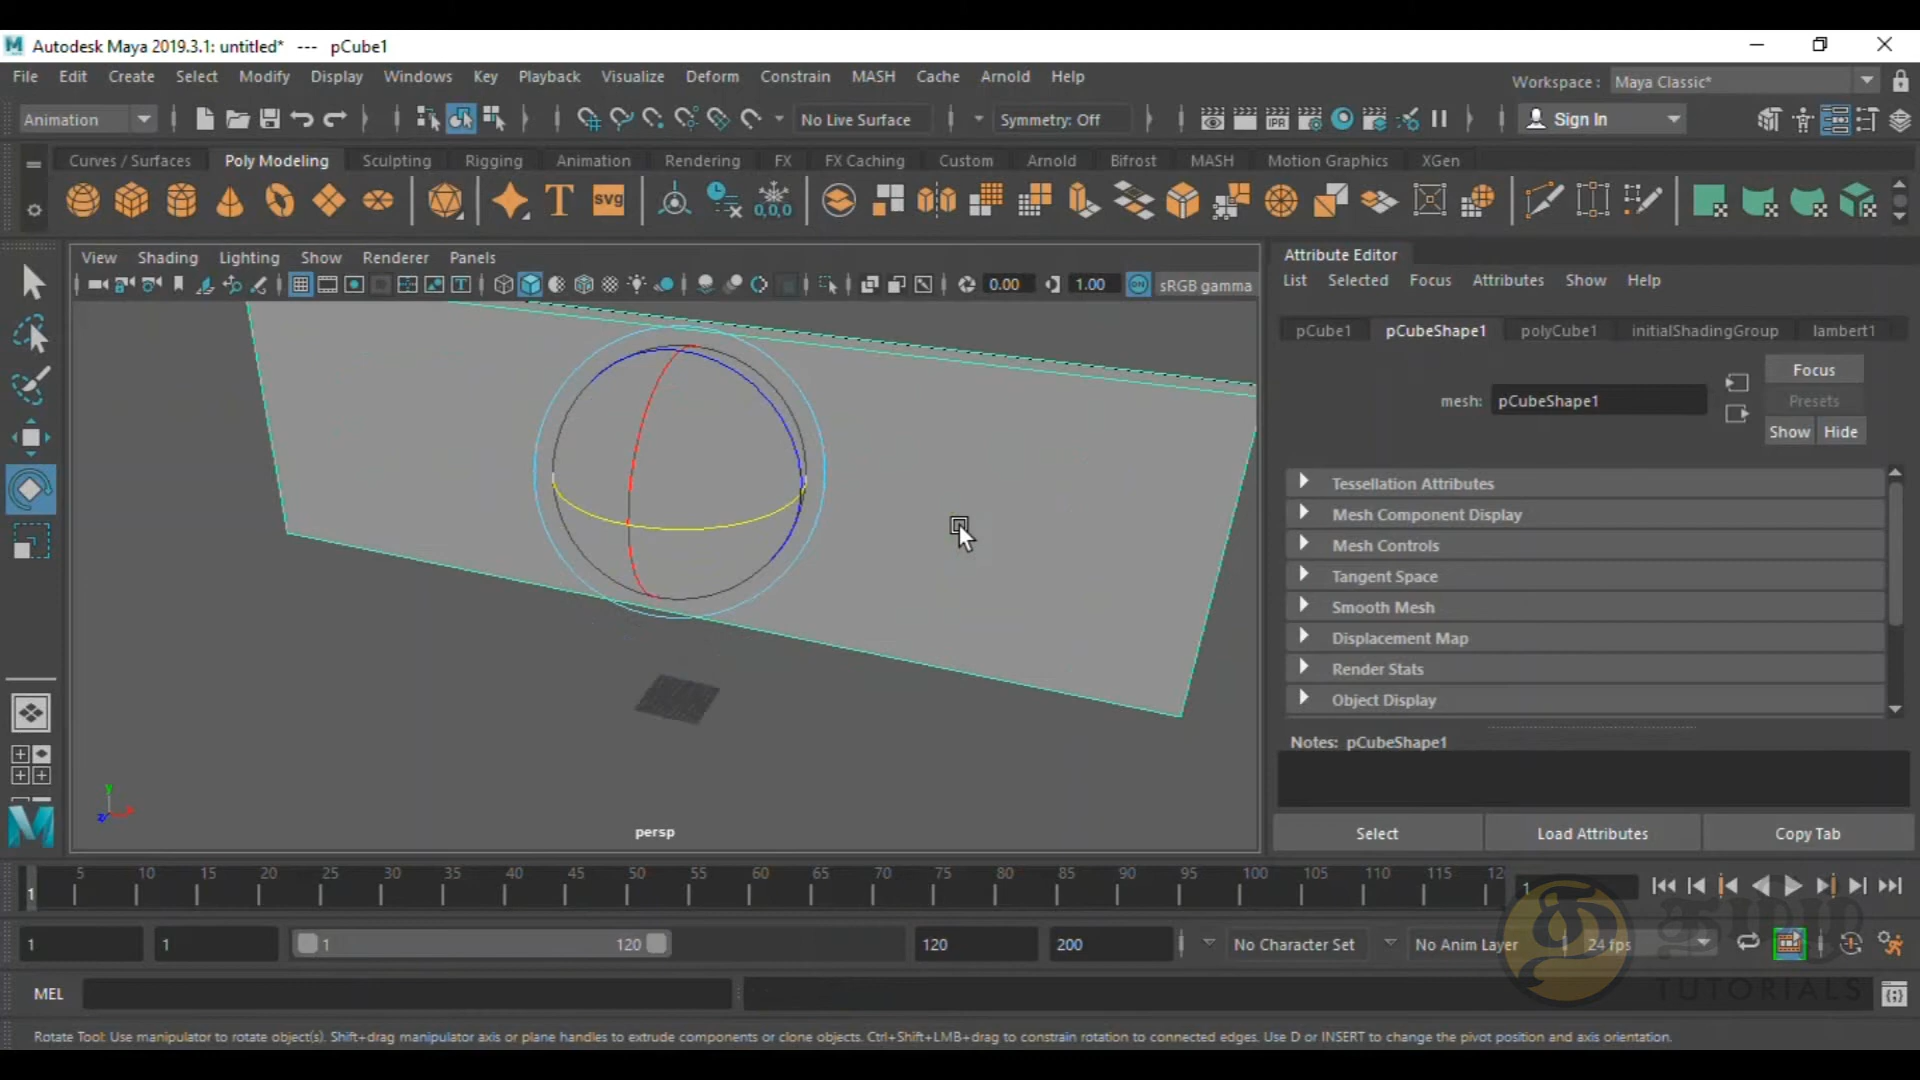 Autodesk Maya 2019.3.1: untitled*   ---   pCube1
File Edit Create Select Modify Display Windows Key Playback Visualize Deform Constrain MASH Cache Arnold Help
Workspace : Maya Classic*
Animation No Live Surface Symmetry: Off IPR Sign In
Curves / Surfaces Poly Modeling Sculpting Rigging Animation Rendering FX FX Caching Custom Arnold Bifrost MASH Motion Graphics XGen
T SVG 0,0,0
View Shading Lighting Show Renderer Panels
0.00 1.00 ON sRGB gamma
Attribute Editor
List Selected Focus Attributes Show Help
pCube1 pCubeShape1 polyCube1 initialShadingGroup lambert1
Focus
mesh: pCubeShape1 Presets
Show Hide
Tessellation Attributes
Mesh Component Display
Mesh Controls
Tangent Space
Smooth Mesh
Displacement Map
Render Stats
Object Display
Notes: pCubeShape1
y
z
persp
Select Load Attributes Copy Tab
1 5 10 15 20 25 30 35 40 45 50 55 60 65 70 75 80 85 90 95 100 105 110 115 12 1
1 1 1 120 120 200 No Character Set No Anim Layer 24 fps
TUTORIALS
MEL
Rotate Tool: Use manipulator to rotate object(s). Shift+drag manipulator axis or plane handles to extrude components or clone objects. Ctrl+Shift+LMB+drag to constrain rotation to connected edges. Use D or INSERT to change the pivot position and axis orientation.